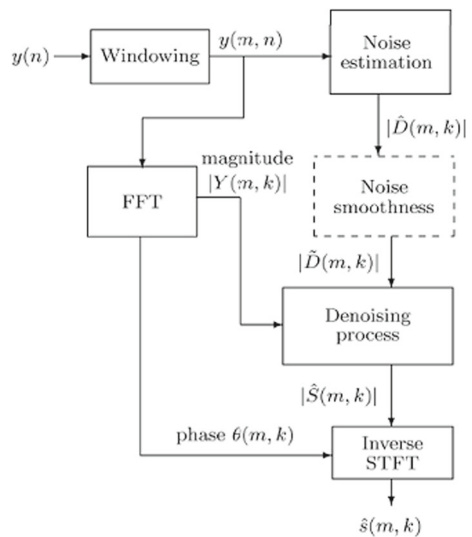 y(n)
Windowing
y(m, n)
Noise
estimation
|D̂(m, k)|
magnitude
|Y(m, k)|
FFT
Noise
smoothness
|D̃(m, k)|
Denoising
process
|Ŝ(m, k)|
phase θ(m, k)
Inverse
STFT
ŝ(m, k)